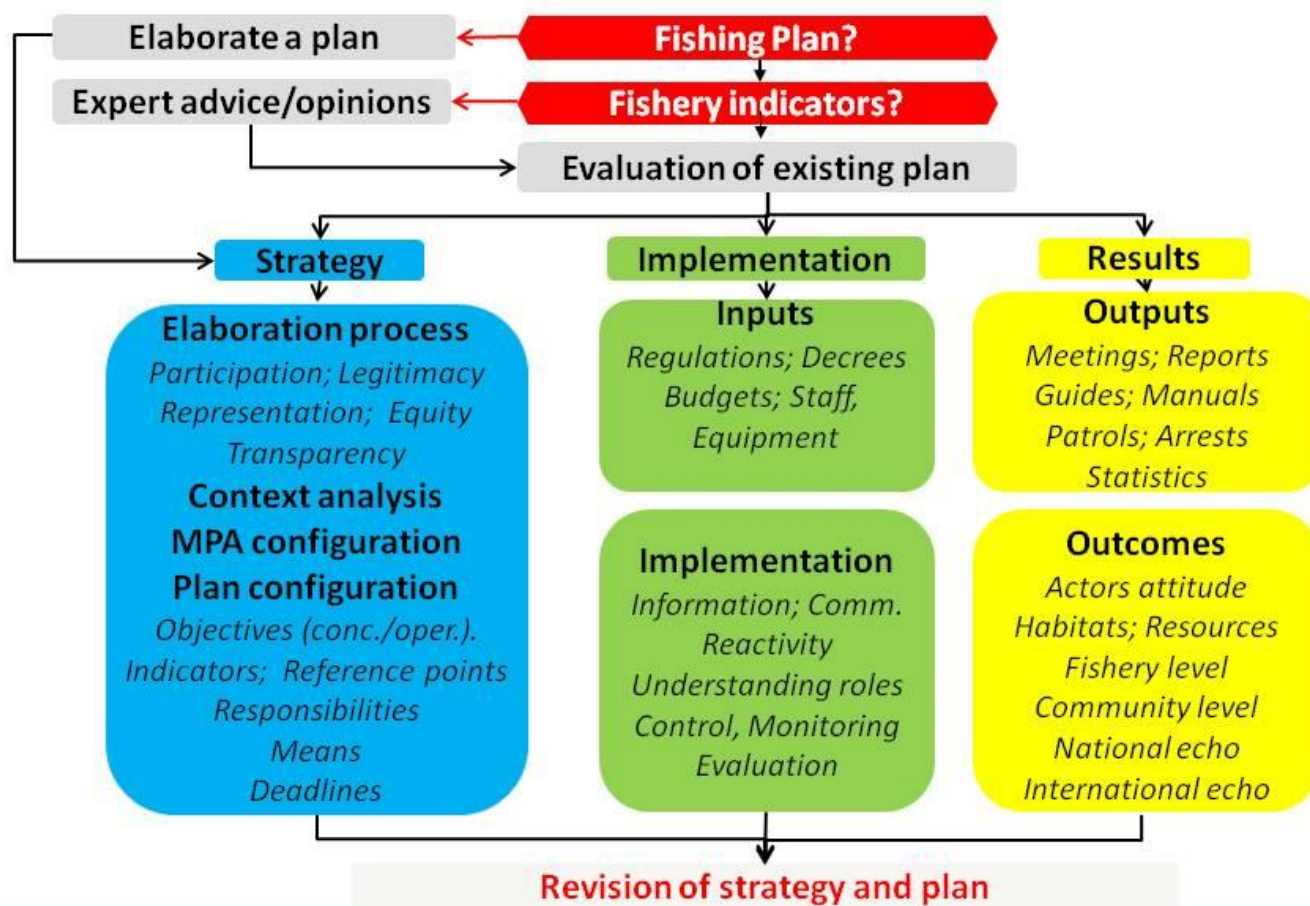 Elaborate a plan
Fishing Plan?
Expert advice/opinions
Fishery indicators?
Evaluation of existing plan
Strategy
Implementation
Results
Elaboration process
Participation; Legitimacy
Representation; Equity
Transparency
Context analysis
MPA configuration
Plan configuration
Objectives (conc./oper.).
Indicators; Reference points
Responsibilities
Means
Deadlines
Inputs
Regulations; Decrees
Budgets; Staff,
Equipment
Implementation
Information; Comm.
Reactivity
Understanding roles
Control, Monitoring
Evaluation
Outputs
Meetings; Reports
Guides; Manuals
Patrols; Arrests
Statistics
Outcomes
Actors attitude
Habitats; Resources
Fishery level
Community level
National echo
International echo
Revision of strategy and plan